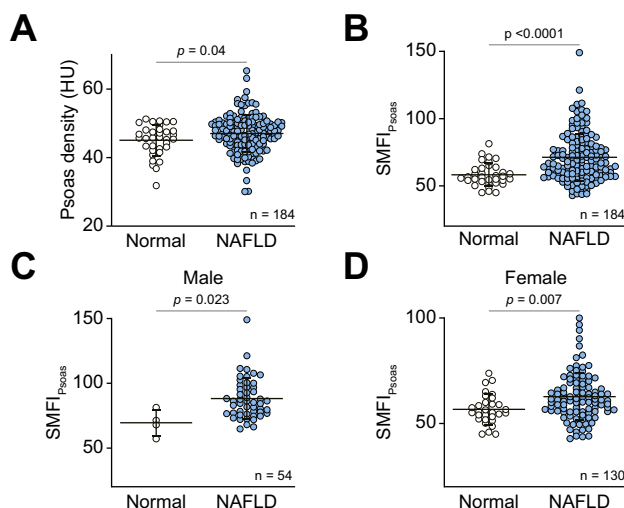 A
p = 0.04
Psoas density (HU)
60
40
20
n = 184
Normal NAFLD
B
p <0.0001
SMFIPsoas
150
100
50
n = 184
Normal NAFLD
C
Male
p = 0.023
SMFIPsoas
150
100
50
n = 54
Normal NAFLD
D
Female
p = 0.007
SMFIPsoas
100
50
n = 130
Normal NAFLD